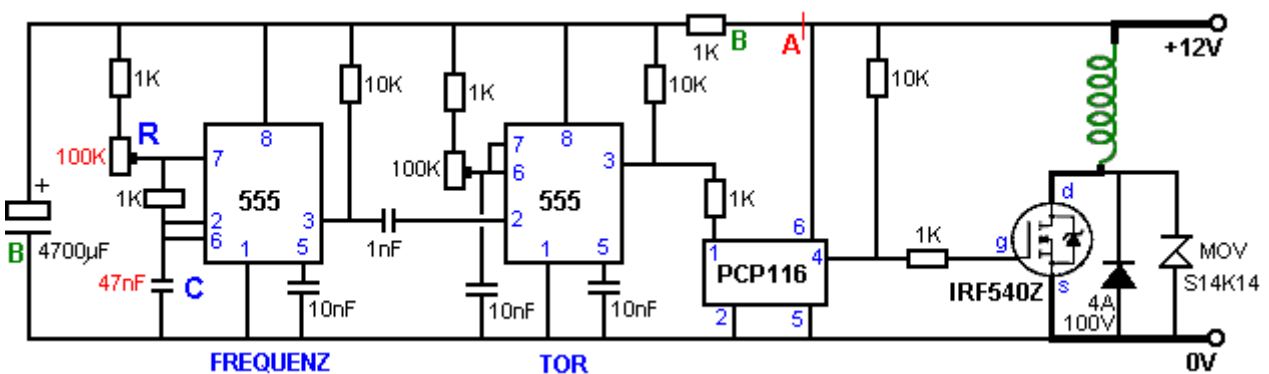 1K B A +12V
1K 10K 1K 10K 10K
R 7 8 7 8
100K 6 3
100K
555 555
1K
1K
+
2 3 2
6 1 5 1nF 1 5
B 4700µF
47nF C
10nF 10nF 10nF
1 6 4
PCP116
2 5
1K
d
g
s
IRF540Z
MOV
S14K14
4A
100V
FREQUENZ TOR 0V